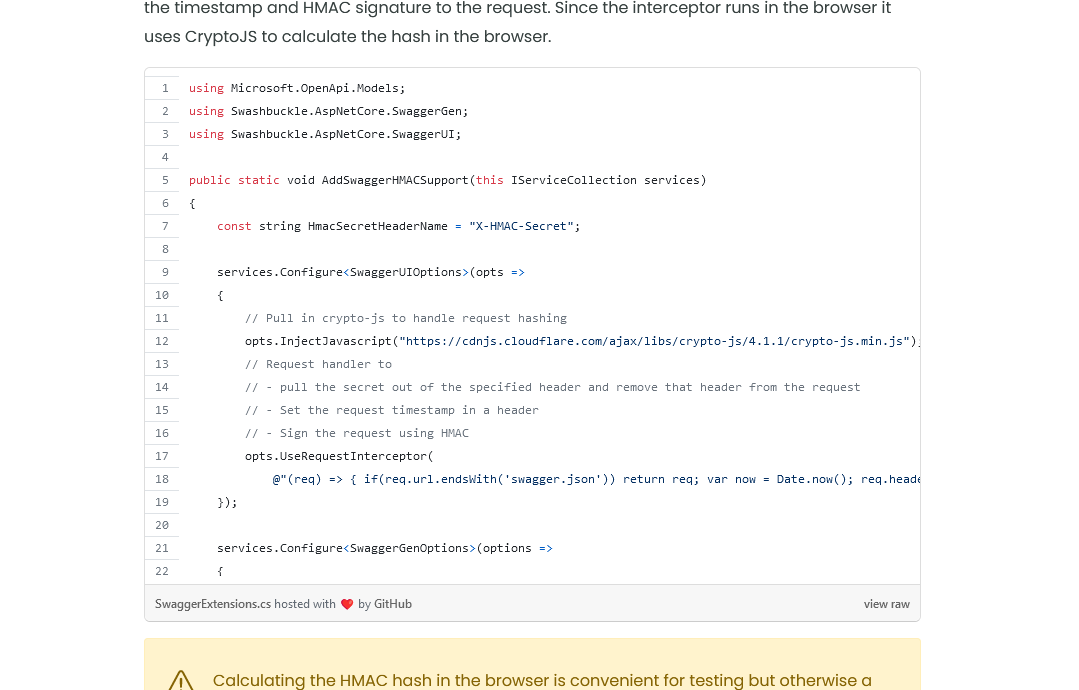 the timestamp and HMAC signature to the request. Since the interceptor runs in the browser it
uses CryptoJS to calculate the hash in the browser.
1 using Microsoft.OpenApi.Models;
2 using Swashbuckle.AspNetCore.SwaggerGen;
3 using Swashbuckle.AspNetCore.SwaggerUI;
4
5 public static void AddSwaggerHMACSupport(this IServiceCollection services)
6 {
7     const string HmacSecretHeaderName = "X-HMAC-Secret";
8
9     services.Configure<SwaggerUIOptions>(opts =>
10     {
11         // Pull in crypto-js to handle request hashing
12         opts.InjectJavascript("https://cdnjs.cloudflare.com/ajax/libs/crypto-js/4.1.1/crypto-js.min.js");
13         // Request handler to
14         // - pull the secret out of the specified header and remove that header from the request
15         // - Set the request timestamp in a header
16         // - Sign the request using HMAC
17         opts.UseRequestInterceptor(
18             @"(req) => { if(req.url.endsWith('swagger.json')) return req; var now = Date.now(); req.heade
19     });
20
21     services.Configure<SwaggerGenOptions>(options =>
22     {
SwaggerExtensions.cs hosted with ❤ by GitHub view raw
Calculating the HMAC hash in the browser is convenient for testing but otherwise a